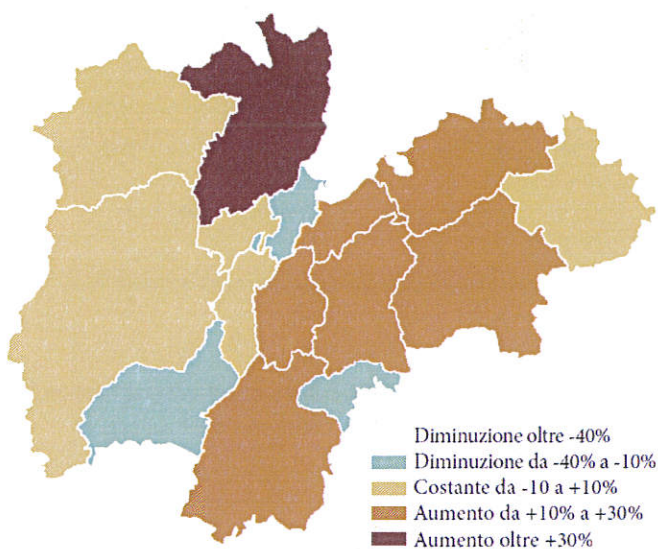 Diminuzione oltre -40%
Diminuzione da -40% a -10%
Costante da -10 a +10%
Aumento da +10% a +30%
Aumento oltre +30%